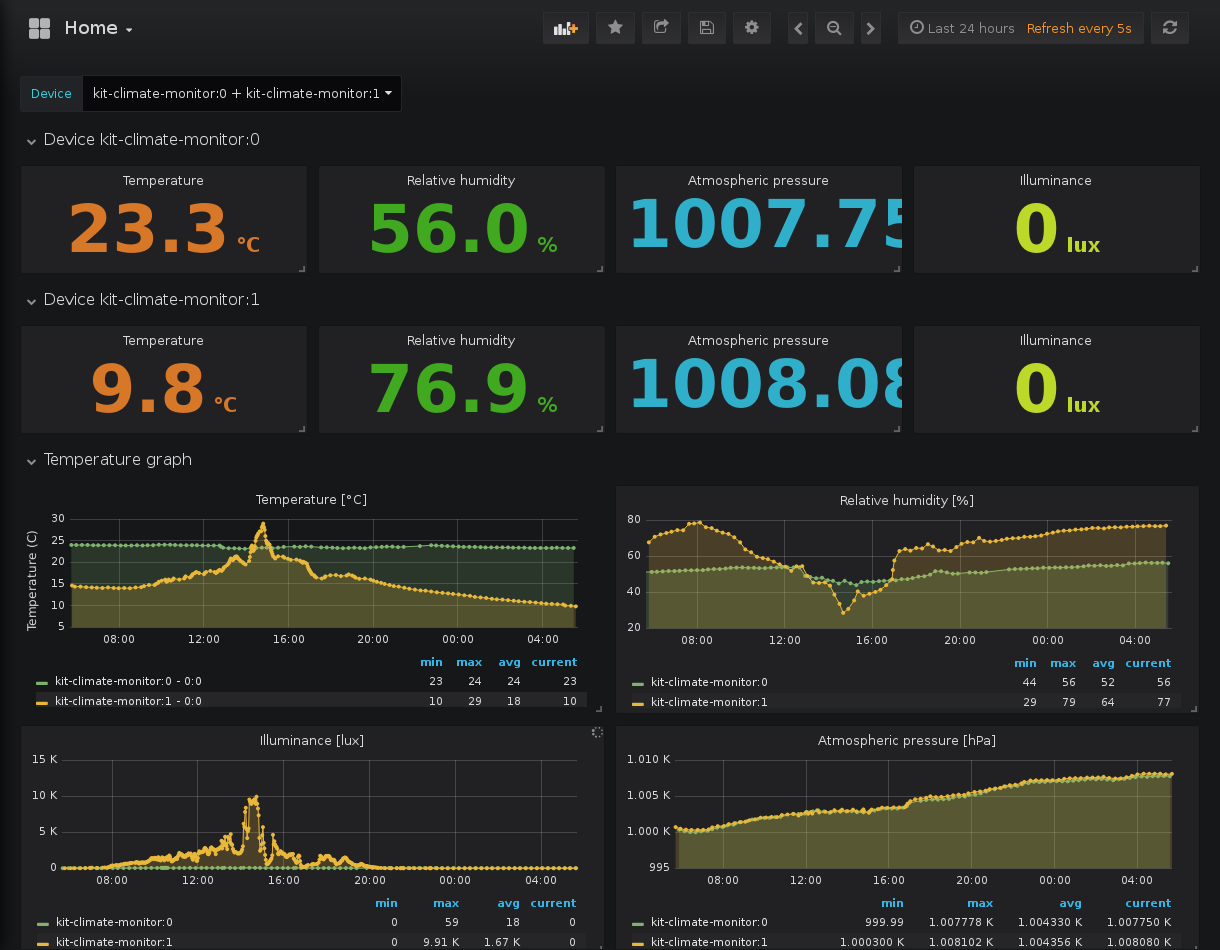 Home
Last 24 hours Refresh every 5s
Device kit-climate-monitor:0 + kit-climate-monitor:1
Device kit-climate-monitor:0
Temperature Relative humidity Atmospheric pressure Illuminance
23.3 °C 56.0 % 1007.75 0 lux
Device kit-climate-monitor:1
Temperature Relative humidity Atmospheric pressure Illuminance
9.8 °C 76.9 % 1008.08 0 lux
Temperature graph
Temperature [°C]
Temperature (C)
30
25
20
15
10
5
08:00 12:00 16:00 20:00 00:00 04:00
min max avg current
kit-climate-monitor:0 - 0:0 23 24 24 23
kit-climate-monitor:1 - 0:0 10 29 18 10
Relative humidity [%]
80
60
40
20
08:00 12:00 16:00 20:00 00:00 04:00
min max avg current
kit-climate-monitor:0 44 56 52 56
kit-climate-monitor:1 29 79 64 77
Illuminance [lux]
15 K
10 K
5 K
0
08:00 12:00 16:00 20:00 00:00 04:00
min max avg current
kit-climate-monitor:0 0 59 18 0
kit-climate-monitor:1 0 9.91 K 1.67 K 0
Atmospheric pressure [hPa]
1.010 K
1.005 K
1.000 K
995
08:00 12:00 16:00 20:00 00:00 04:00
min max avg current
kit-climate-monitor:0 999.99 1.007778 K 1.004330 K 1.007750 K
kit-climate-monitor:1 1.000300 K 1.008102 K 1.004356 K 1.008080 K